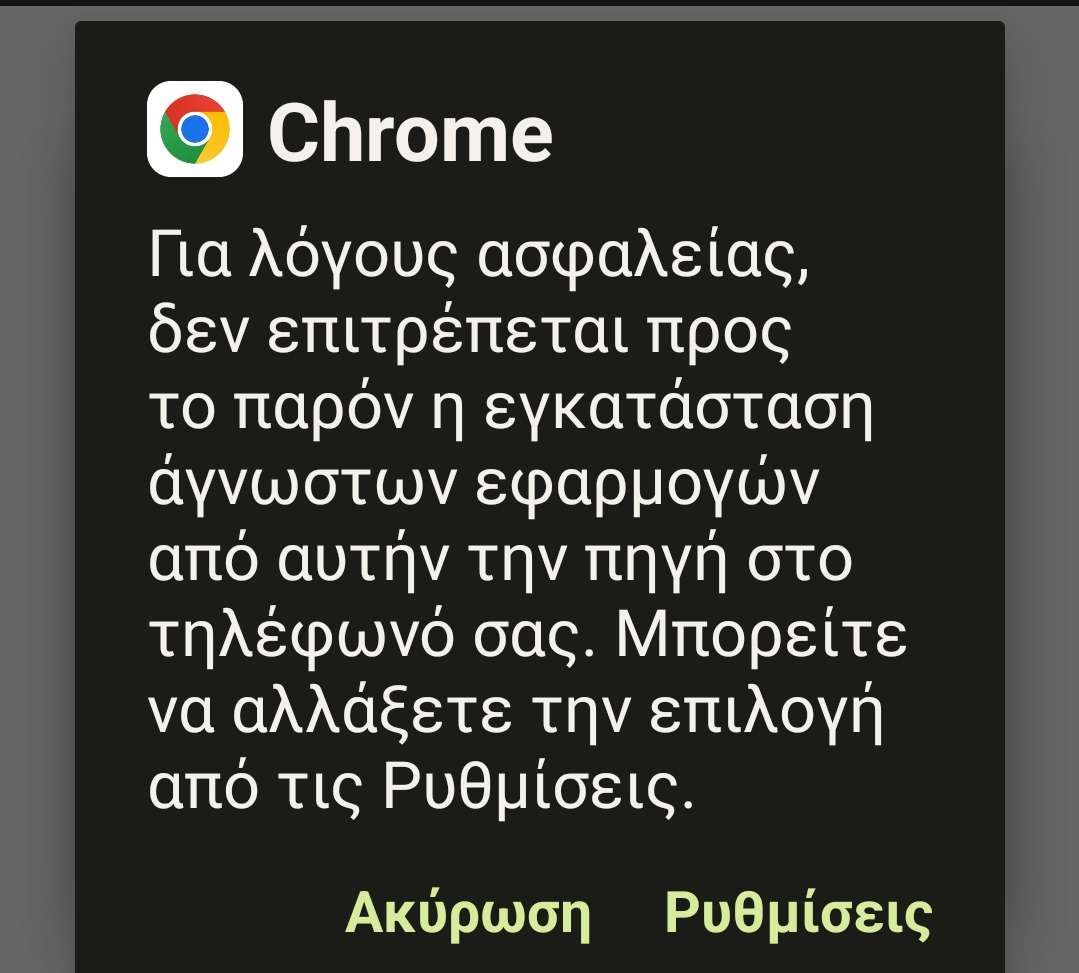 Chrome
Για λόγους ασφαλείας,
δεν επιτρέπεται προς
το παρόν η εγκατάσταση
άγνωστων εφαρμογών
από αυτήν την πηγή στο
τηλέφωνό σας. Μπορείτε
να αλλάξετε την επιλογή
από τις Ρυθμίσεις.
Ακύρωση Ρυθμίσεις